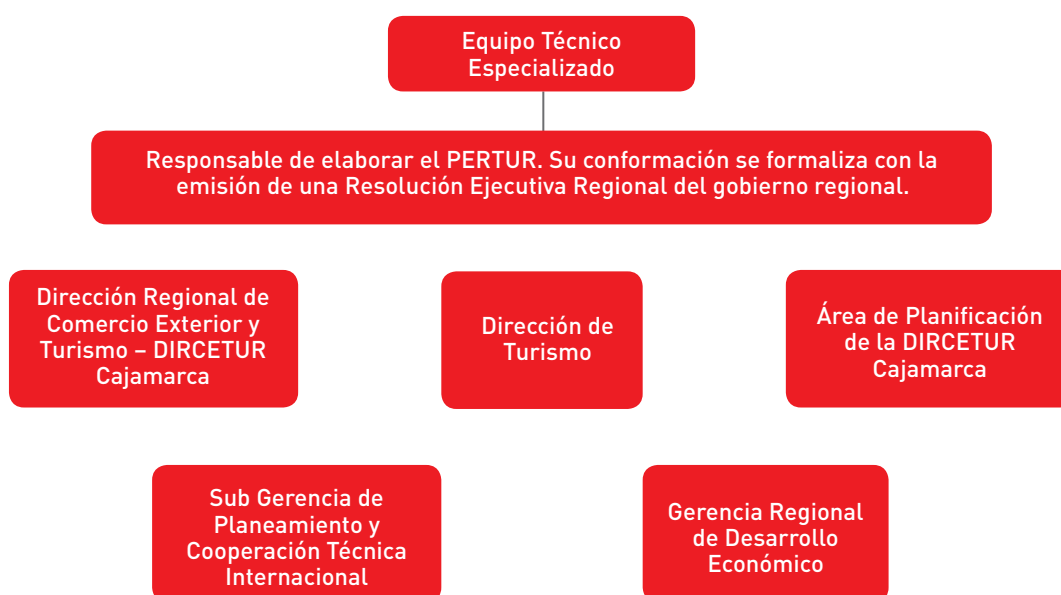 Equipo Técnico
Especializado
Responsable de elaborar el PERTUR. Su conformación se formaliza con la
emisión de una Resolución Ejecutiva Regional del gobierno regional.
Dirección Regional de
Comercio Exterior y
Turismo – DIRCETUR
Cajamarca
Dirección de
Turismo
Área de Planificación
de la DIRCETUR
Cajamarca
Sub Gerencia de
Planeamiento y
Cooperación Técnica
Internacional
Gerencia Regional
de Desarrollo
Económico